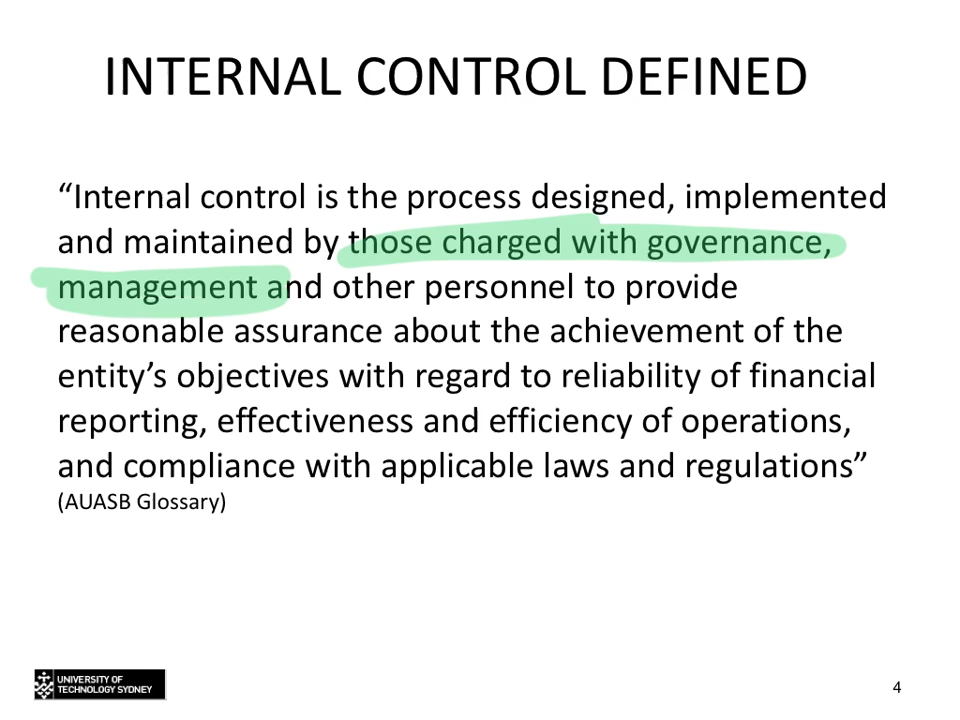 INTERNAL CONTROL DEFINED
“Internal control is the process designed, implemented
and maintained by those charged with governance,
management and other personnel to provide
reasonable assurance about the achievement of the
entity’s objectives with regard to reliability of financial
reporting, effectiveness and efficiency of operations,
and compliance with applicable laws and regulations”
(AUASB Glossary)
UNIVERSITY OF
TECHNOLOGY SYDNEY
4